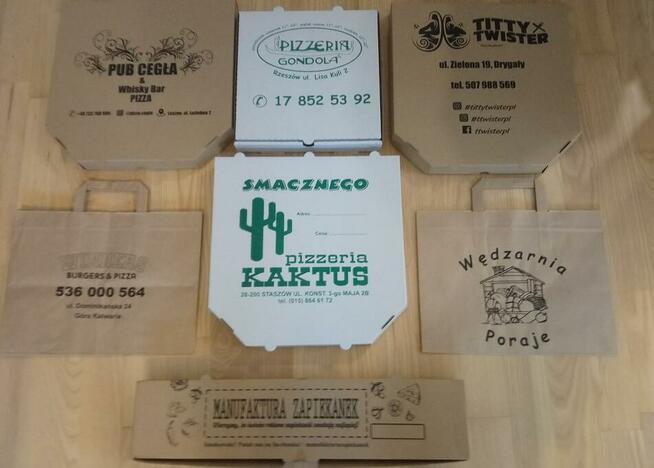 PUB CEGŁA
&
Whisky Bar
PIZZA
PIZZERIA
GONDOLA
Rzeszów ul. Lisa Kuli 2
17 852 53 92
TITTY
TWISTER
ul. Zielona 19, Drygały
tel. 507 988 569
#tittytwisterpl
#ttwisterpl
ttwisterpl
SMACZNEGO
Adres
Cena
pizzeria
KAKTUS
28-200 STASZÓW UL. KONST. 3-go MAJA 2B
tel. (015) 864 61 72
BURGERS & PIZZA
536 000 564
ul. Dominikańska 24
Góra Kalwaria
Wędzarnia
Poraje
MANUFAKTURA ZAPIEKANEK